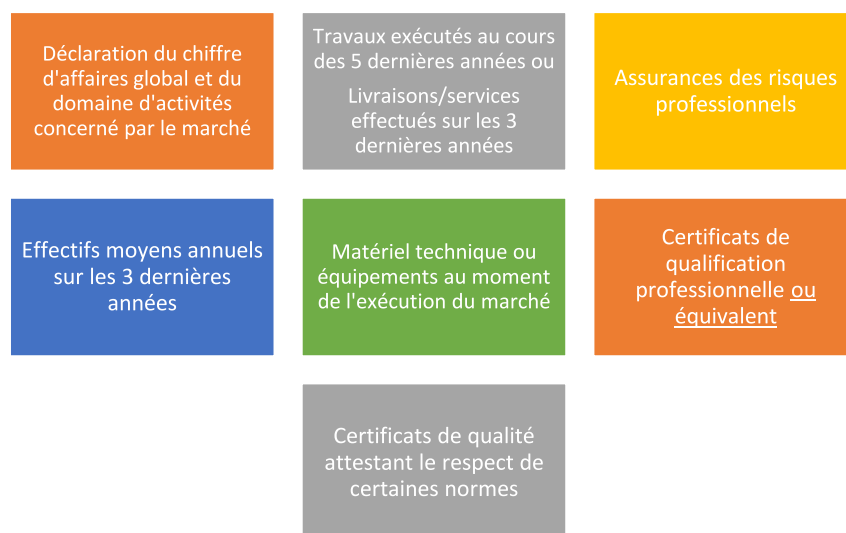 Déclaration du chiffre
d'affaires global et du
domaine d'activités
concerné par le marché
Travaux exécutés au cours
des 5 dernières années ou
Livraisons/services
effectués sur les 3
dernières années
Assurances des risques
professionnels
Effectifs moyens annuels
sur les 3 dernières
années
Matériel technique ou
équipements au moment
de l'exécution du marché
Certificats de
qualification
professionnelle ou
équivalent
Certificats de qualité
attestant le respect de
certaines normes